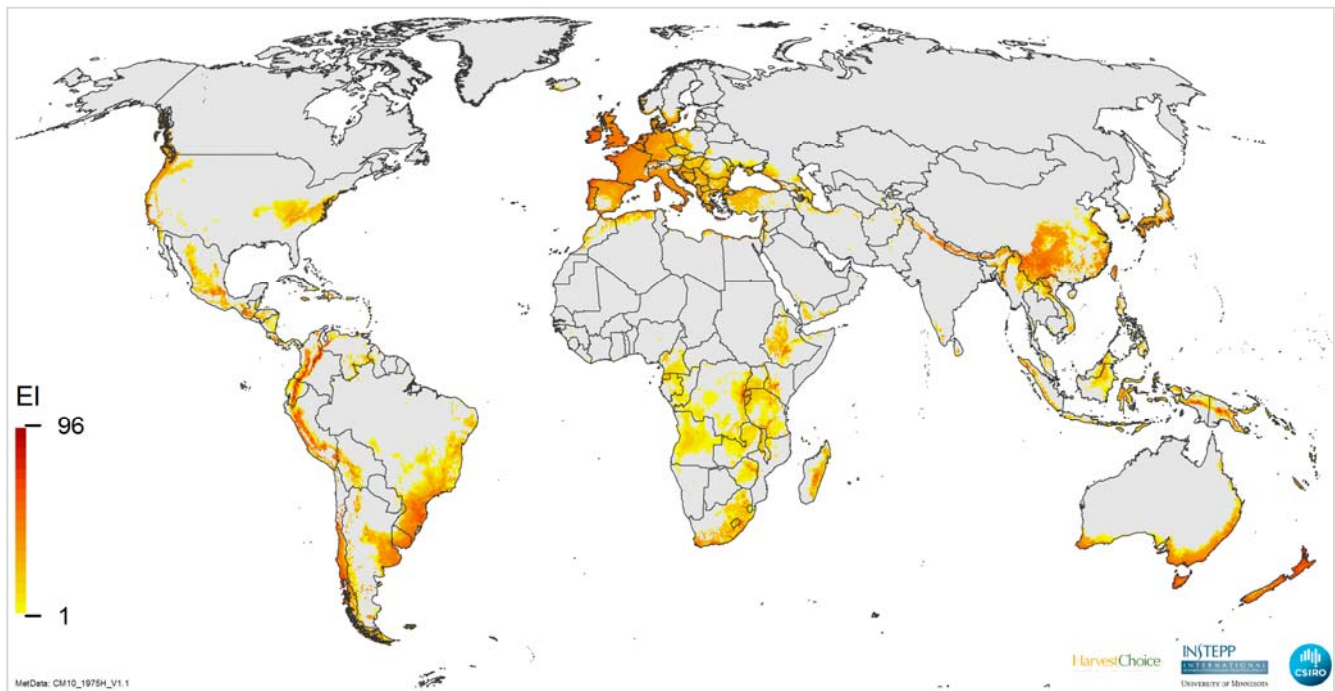 EI
96
1
MetData: CM10_1975H_V1.1
HarvestChoice
INSTEPP
INTERNATIONAL
UNIVERSITY OF MINNESOTA
CSIRO